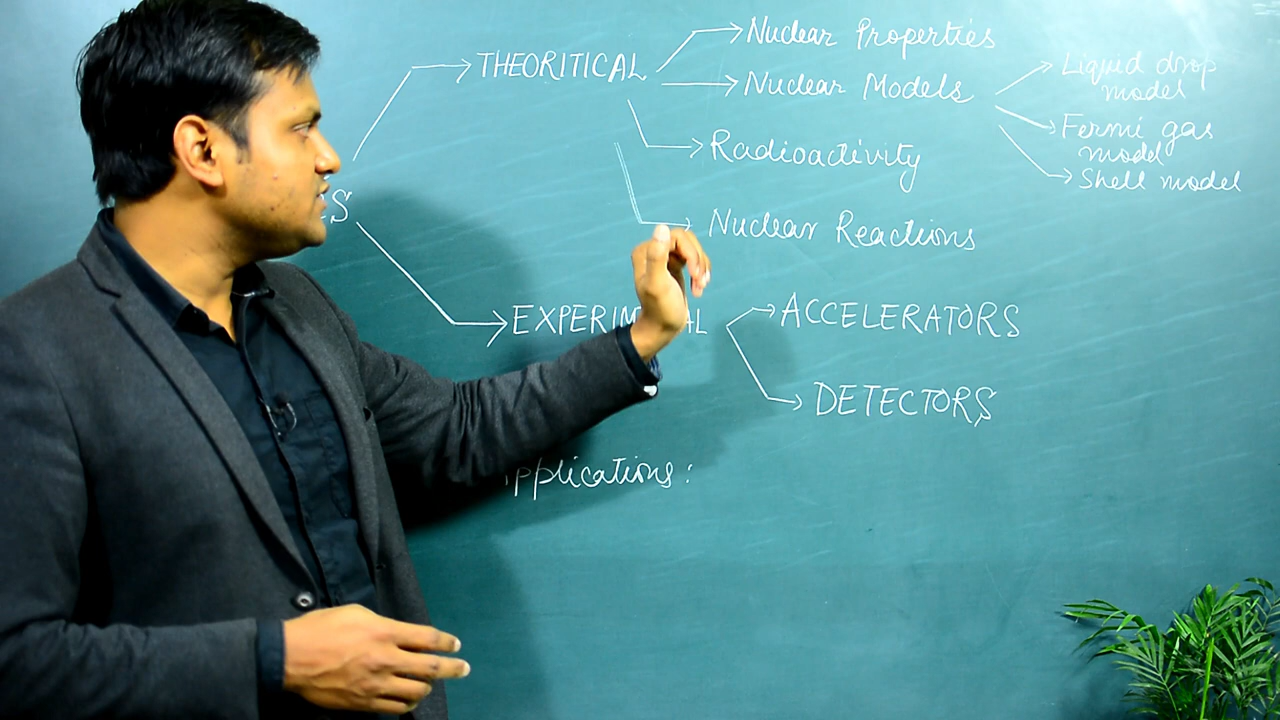 Nuclear Properties
THEORITICAL
Nuclear Models
Liquid drop
model
Fermi gas
model
Shell model
Radioactivity
Nuclear Reactions
ACCELERATORS
DETECTORS